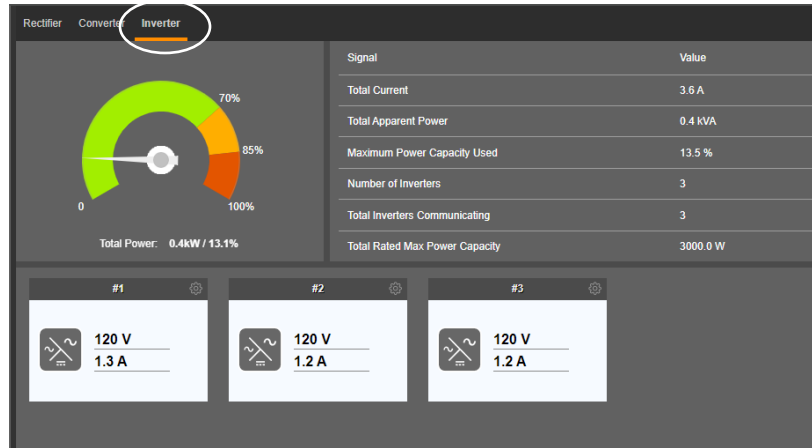 Rectifier Converter Inverter
70%
85%
0
100%
Total Power: 0.4kW / 13.1%
Signal Value
Total Current 3.6 A
Total Apparent Power 0.4 kVA
Maximum Power Capacity Used 13.5 %
Number of Inverters 3
Total Inverters Communicating 3
Total Rated Max Power Capacity 3000.0 W
#1
120 V
1.3 A
#2
120 V
1.2 A
#3
120 V
1.2 A